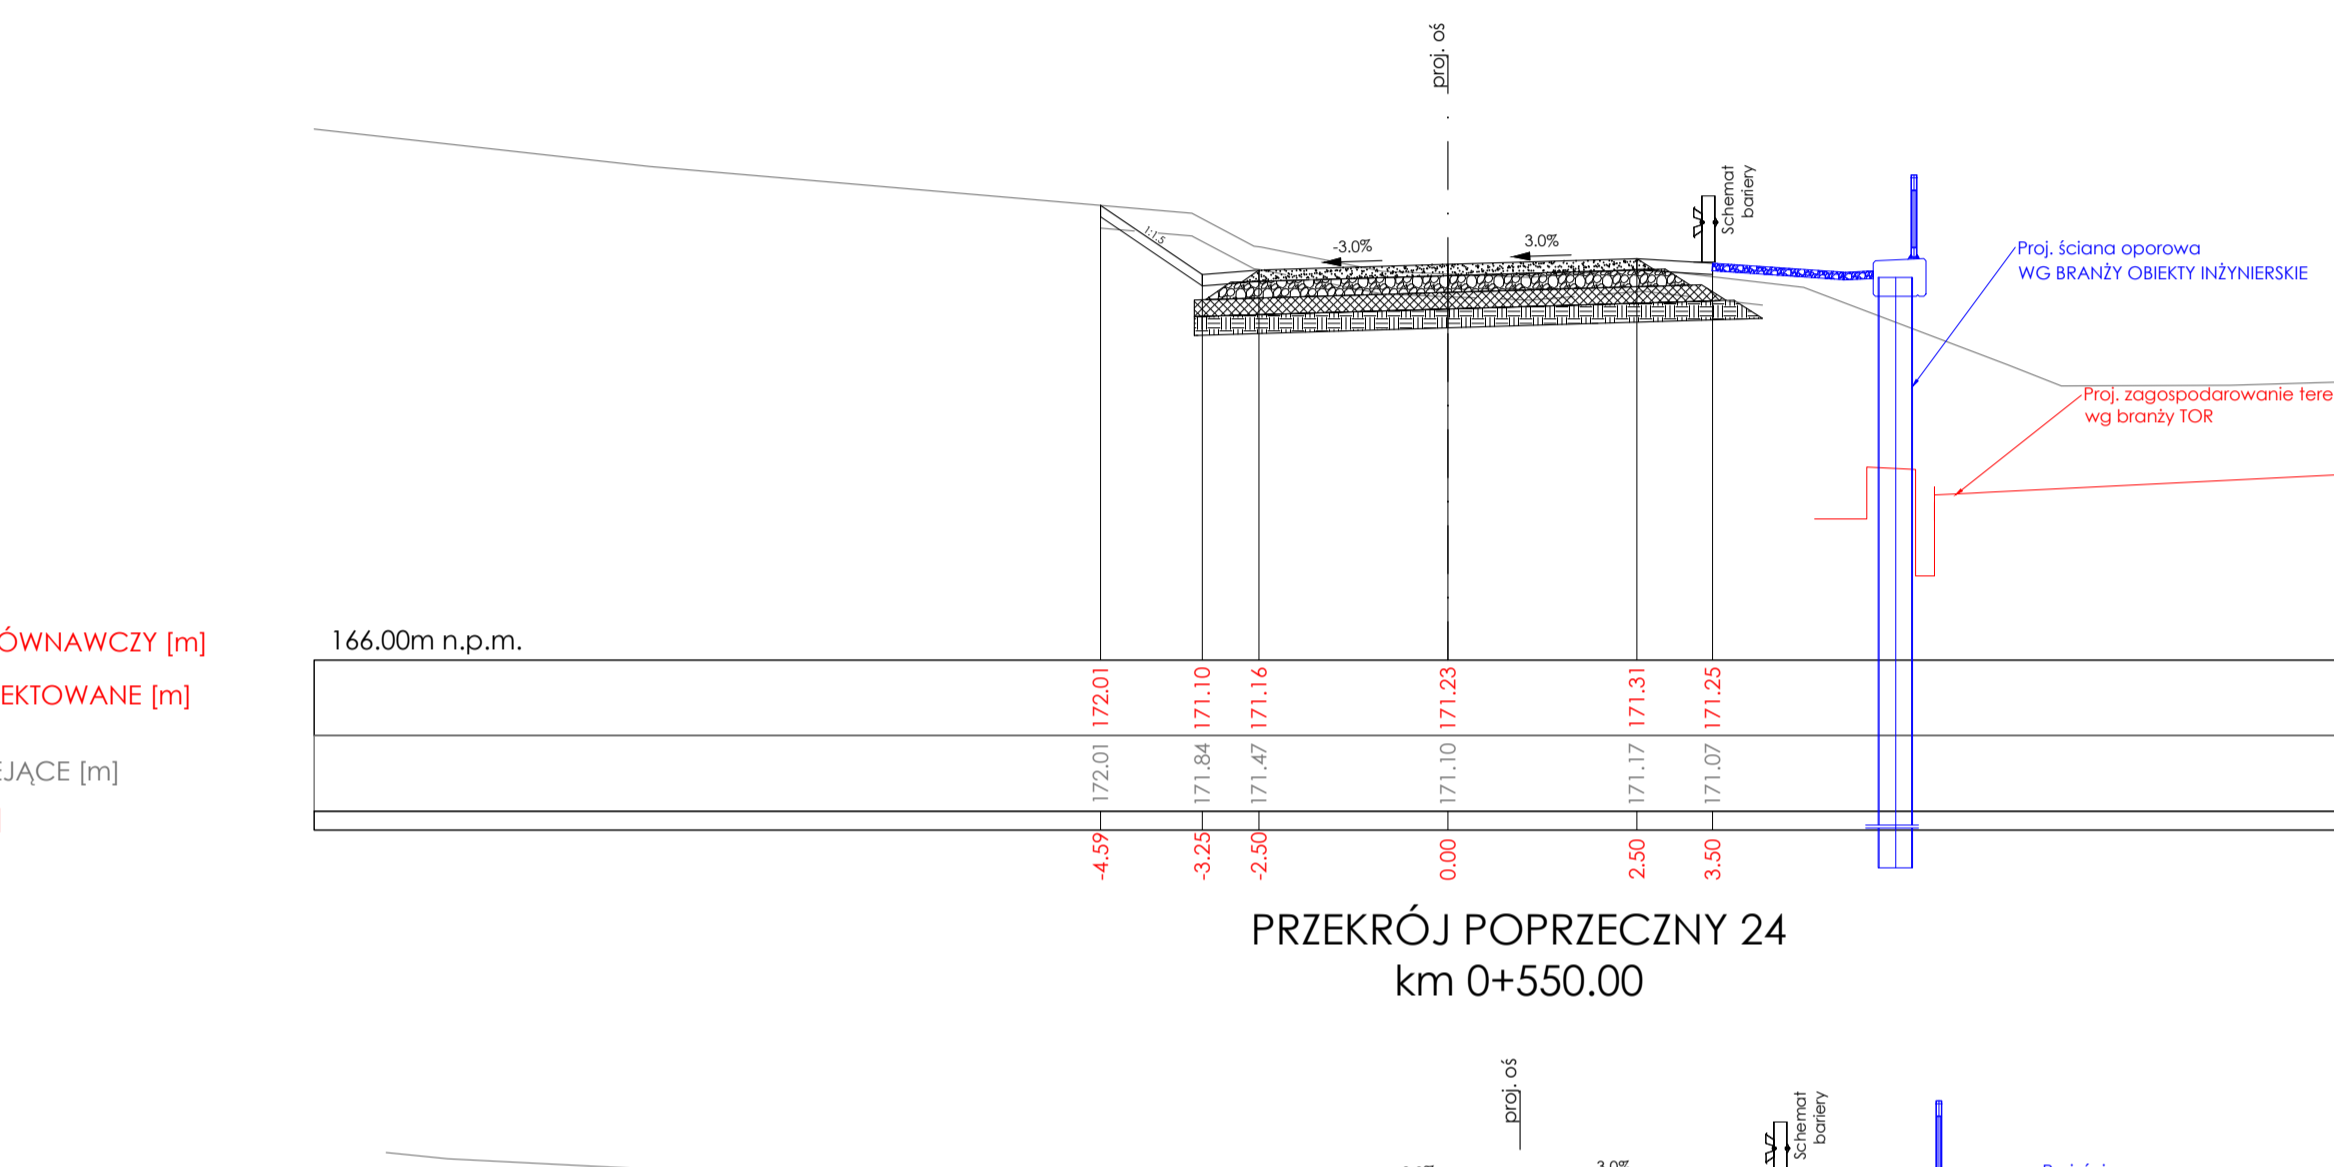 proj. oś
Schemat
bariery
1:1.5
-3.0%
3.0%
Proj. ściana oporowa
WG BRANŻY OBIEKTY INŻYNIERSKIE
Proj. zagospodarowanie tere
wg branży TOR
ÓWNAWCZY [m]
166.00m n.p.m.
EKTOWANE [m]
172.01 171.10 171.16 171.23 171.31 171.25
EJĄCE [m]
172.01 171.84 171.47 171.10 171.17 171.07
-4.59 -3.25 -2.50 0.00 2.50 3.50
PRZEKRÓJ POPRZECZNY 24
km 0+550.00
proj. oś
Schemat
bariery
3.0%